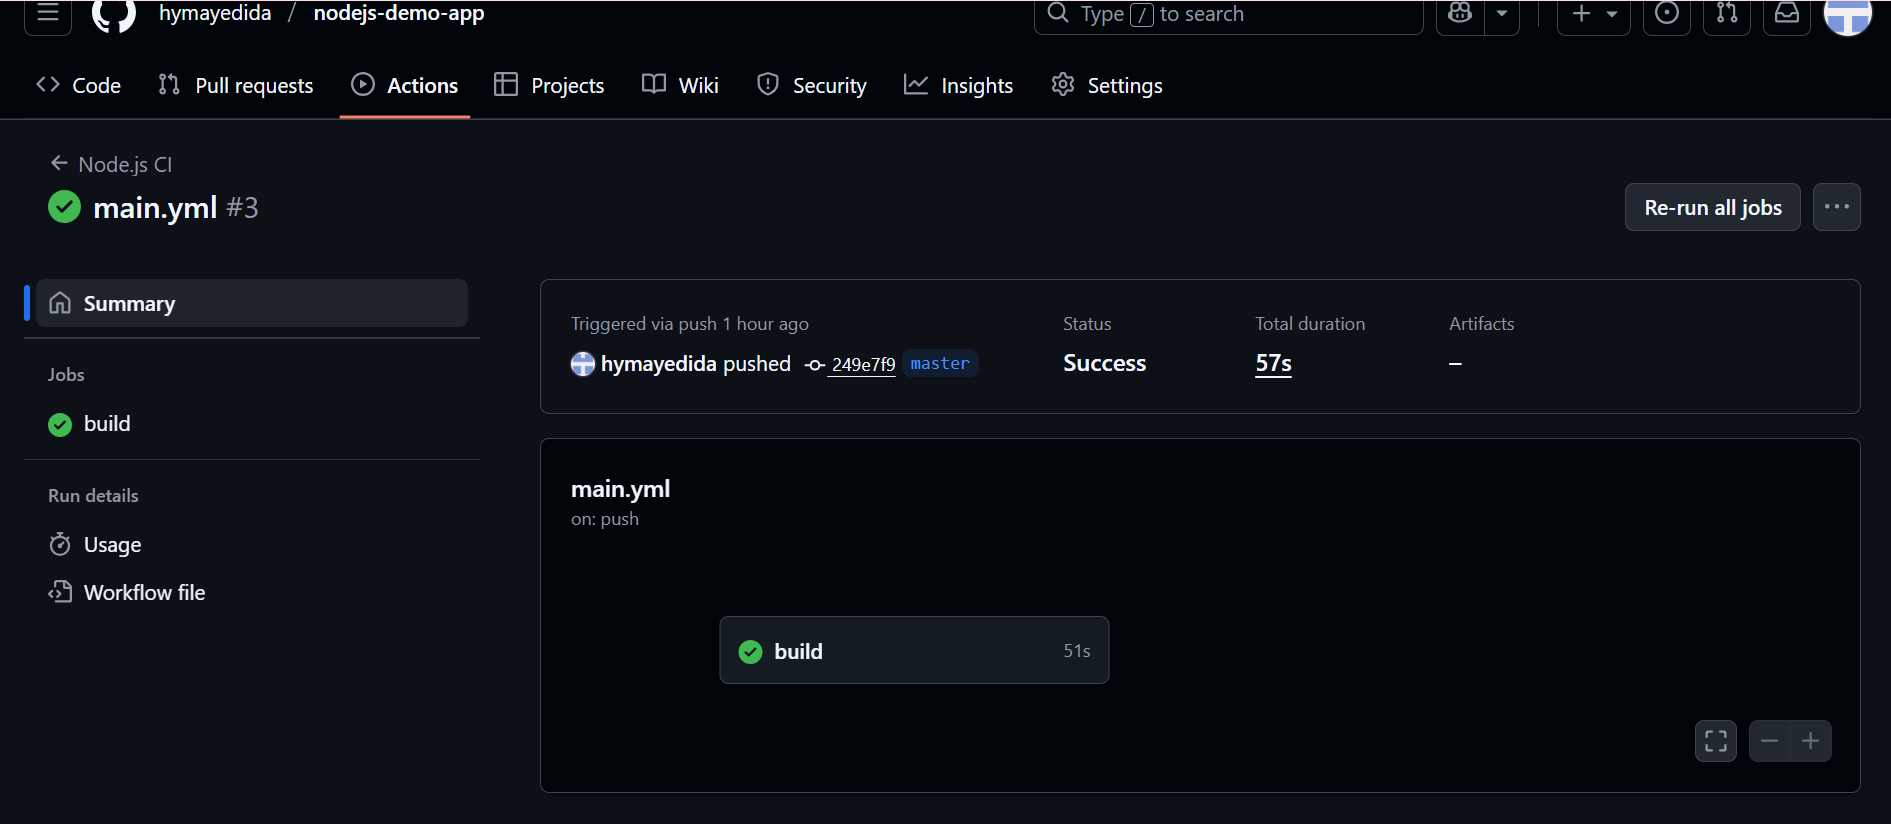 hymayedida / nodejs-demo-app
Type / to search
Code Pull requests Actions Projects Wiki Security Insights Settings
Node.js CI
main.yml #3
Re-run all jobs
Summary
Jobs
build
Run details
Usage
Workflow file
Triggered via push 1 hour ago
hymayedida pushed 249e7f9 master
Status
Success
Total duration
57s
Artifacts
–
main.yml
on: push
build 51s